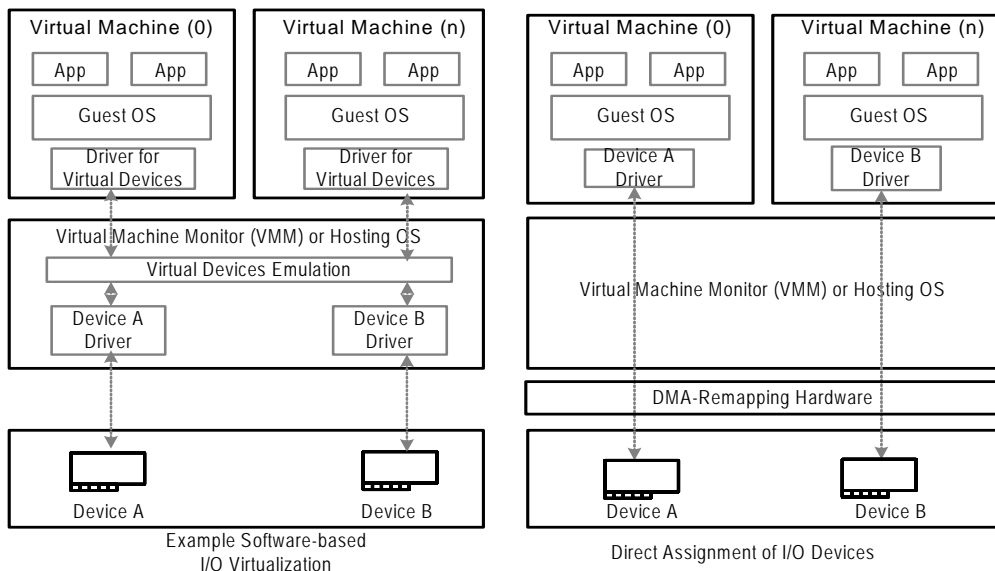 Virtual Machine (0)
App
App
Guest OS
Driver for
Virtual Devices
Virtual Machine (n)
App
App
Guest OS
Driver for
Virtual Devices
Virtual Machine Monitor (VMM) or Hosting OS
Virtual Devices Emulation
Device A
Driver
Device B
Driver
Device A
Device B
Example Software-based
I/O Virtualization
Virtual Machine (0)
App
App
Guest OS
Device A
Driver
Virtual Machine (n)
App
App
Guest OS
Device B
Driver
Virtual Machine Monitor (VMM) or Hosting OS
DMA-Remapping Hardware
Device A
Device B
Direct Assignment of I/O Devices